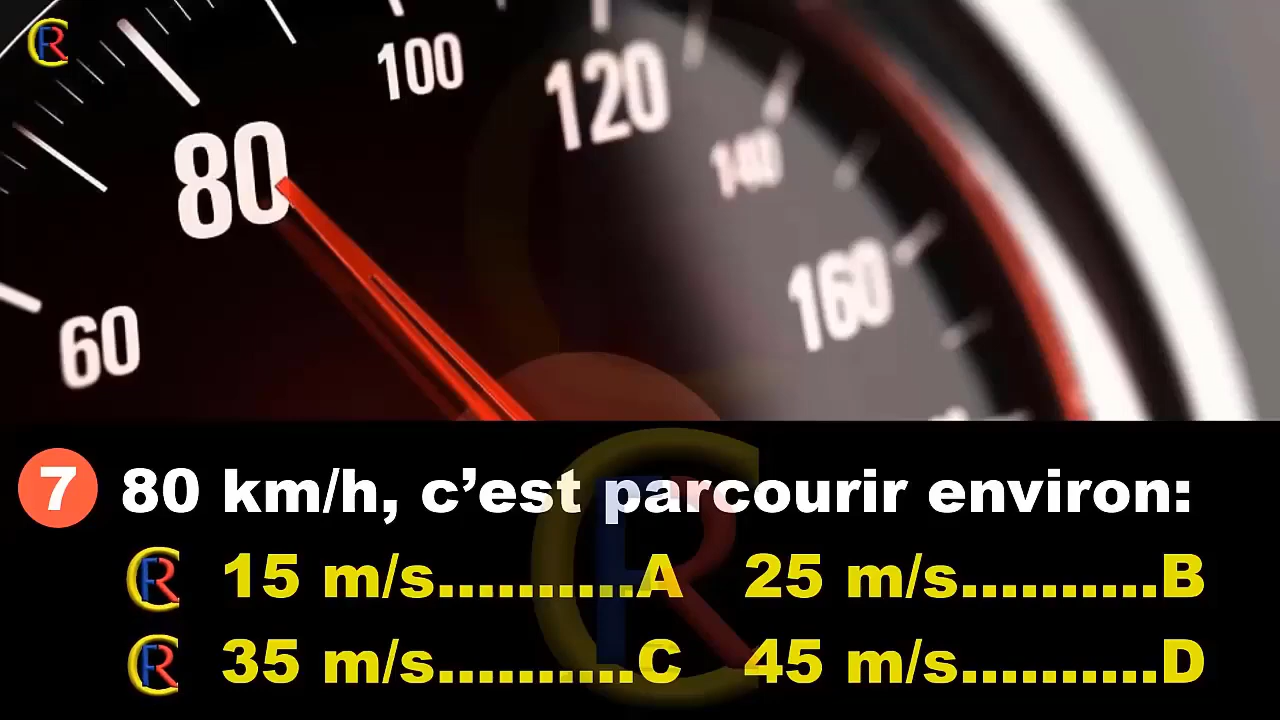 100
120
80
140
160
60
7 80 km/h, c’est parcourir environ:
15 m/s..........A 25 m/s..........B
35 m/s..........C 45 m/s..........D